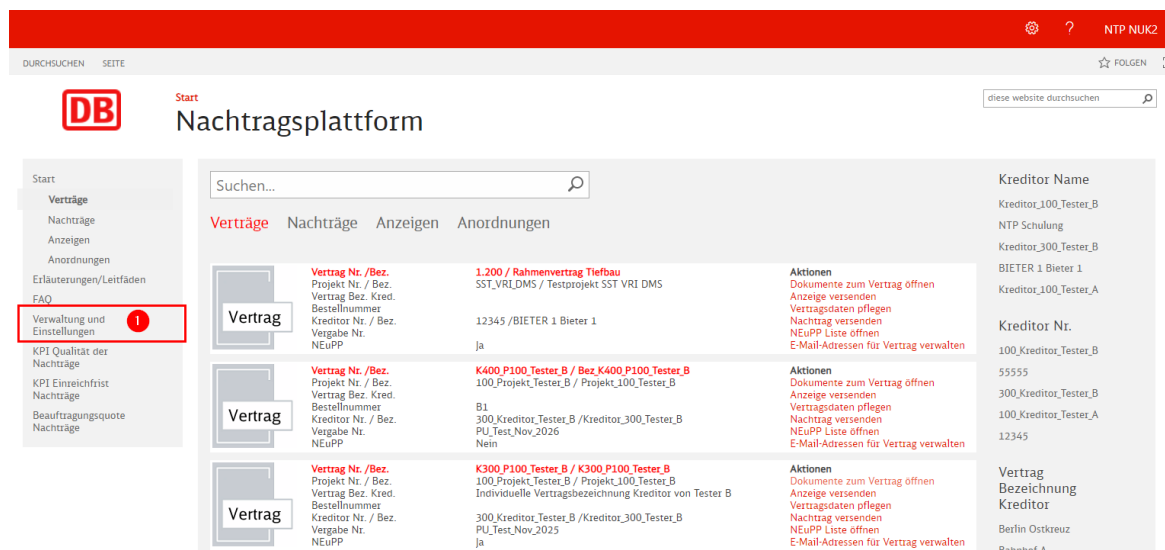 NTP NUK2
DURCHSUCHEN SEITE
FOLGEN
DB
Start
Nachtragsplattform
diese website durchsuchen
Start
Verträge
Nachträge
Anzeigen
Anordnungen
Erläuterungen/Leitfäden
FAQ
Verwaltung und
Einstellungen
1
KPI Qualität der
Nachträge
KPI Einreichfrist
Nachträge
Beauftragungsquote
Nachträge
Suchen...
Verträge Nachträge Anzeigen Anordnungen
Vertrag
Vertrag Nr. /Bez. 1.200 / Rahmenvertrag Tiefbau
Projekt Nr. / Bez. SST_VRI_DMS / Testprojekt SST VRI DMS
Vertrag Bez. Kred.
Bestellnummer
Kreditor Nr. / Bez. 12345 /BIETER 1 Bieter 1
Vergabe Nr.
NEuPP Ja
Aktionen
Dokumente zum Vertrag öffnen
Anzeige versenden
Vertragsdaten pflegen
Nachtrag versenden
NEuPP Liste öffnen
E-Mail-Adressen für Vertrag verwalten
Vertrag
Vertrag Nr. /Bez. K400_P100_Tester_B / Bez_K400_P100_Tester_B
Projekt Nr. / Bez. 100_Projekt_Tester_B / Projekt_100_Tester_B
Vertrag Bez. Kred.
Bestellnummer B1
Kreditor Nr. / Bez. 300_Kreditor_Tester_B /Kreditor_300_Tester_B
Vergabe Nr. PU_Test_Nov_2026
NEuPP Nein
Aktionen
Dokumente zum Vertrag öffnen
Anzeige versenden
Vertragsdaten pflegen
Nachtrag versenden
NEuPP Liste öffnen
E-Mail-Adressen für Vertrag verwalten
Vertrag
Vertrag Nr. /Bez. K300_P100_Tester_B / K300_P100_Tester_B
Projekt Nr. / Bez. 100_Projekt_Tester_B / Projekt_100_Tester_B
Vertrag Bez. Kred. Individuelle Vertragsbezeichnung Kreditor von Tester B
Bestellnummer
Kreditor Nr. / Bez. 300_Kreditor_Tester_B /Kreditor_300_Tester_B
Vergabe Nr. PU_Test_Nov_2025
NEuPP Ja
Aktionen
Dokumente zum Vertrag öffnen
Anzeige versenden
Vertragsdaten pflegen
Nachtrag versenden
NEuPP Liste öffnen
E-Mail-Adressen für Vertrag verwalten
Kreditor Name
Kreditor_100_Tester_B
NTP Schulung
Kreditor_300_Tester_B
BIETER 1 Bieter 1
Kreditor_100_Tester_A
Kreditor Nr.
100_Kreditor_Tester_B
55555
300_Kreditor_Tester_B
100_Kreditor_Tester_A
12345
Vertrag
Bezeichnung
Kreditor
Berlin Ostkreuz